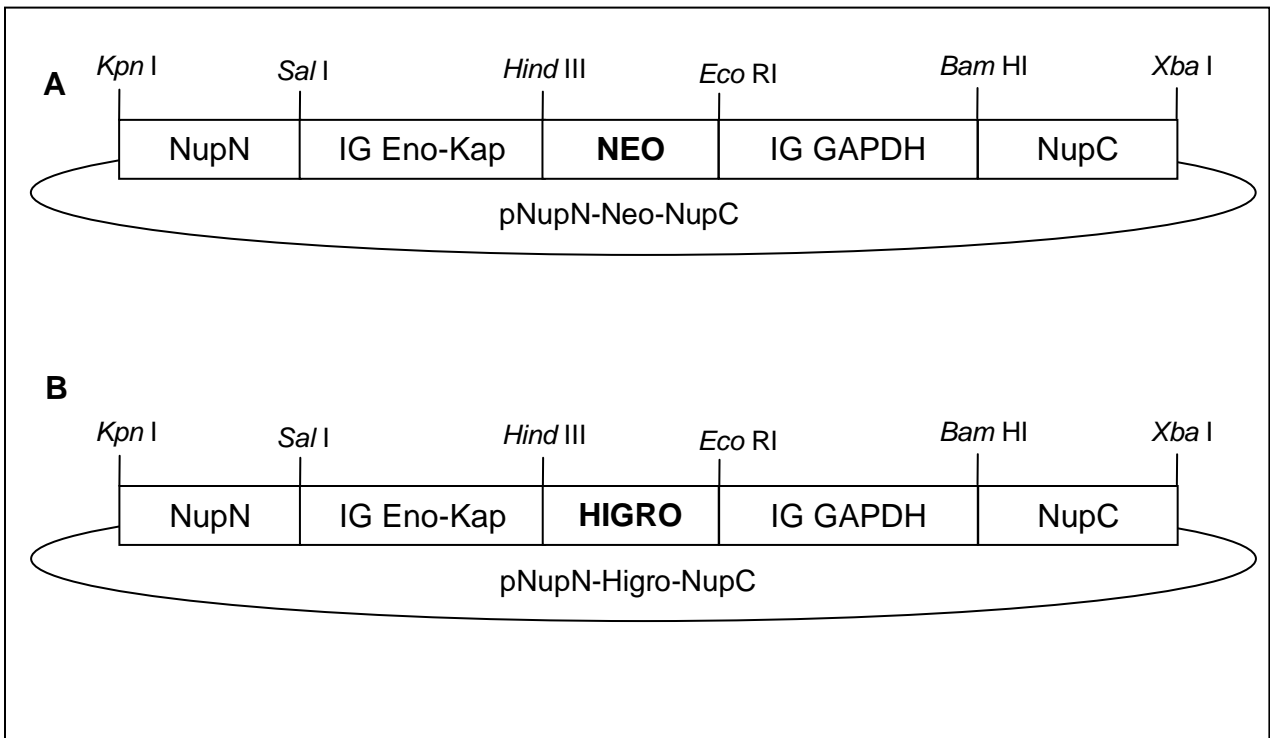 A
Kpn I Sal I Hind III Eco RI Bam HI Xba I
NupN IG Eno-Kap NEO IG GAPDH NupC
pNupN-Neo-NupC
B
Kpn I Sal I Hind III Eco RI Bam HI Xba I
NupN IG Eno-Kap HIGRO IG GAPDH NupC
pNupN-Higro-NupC